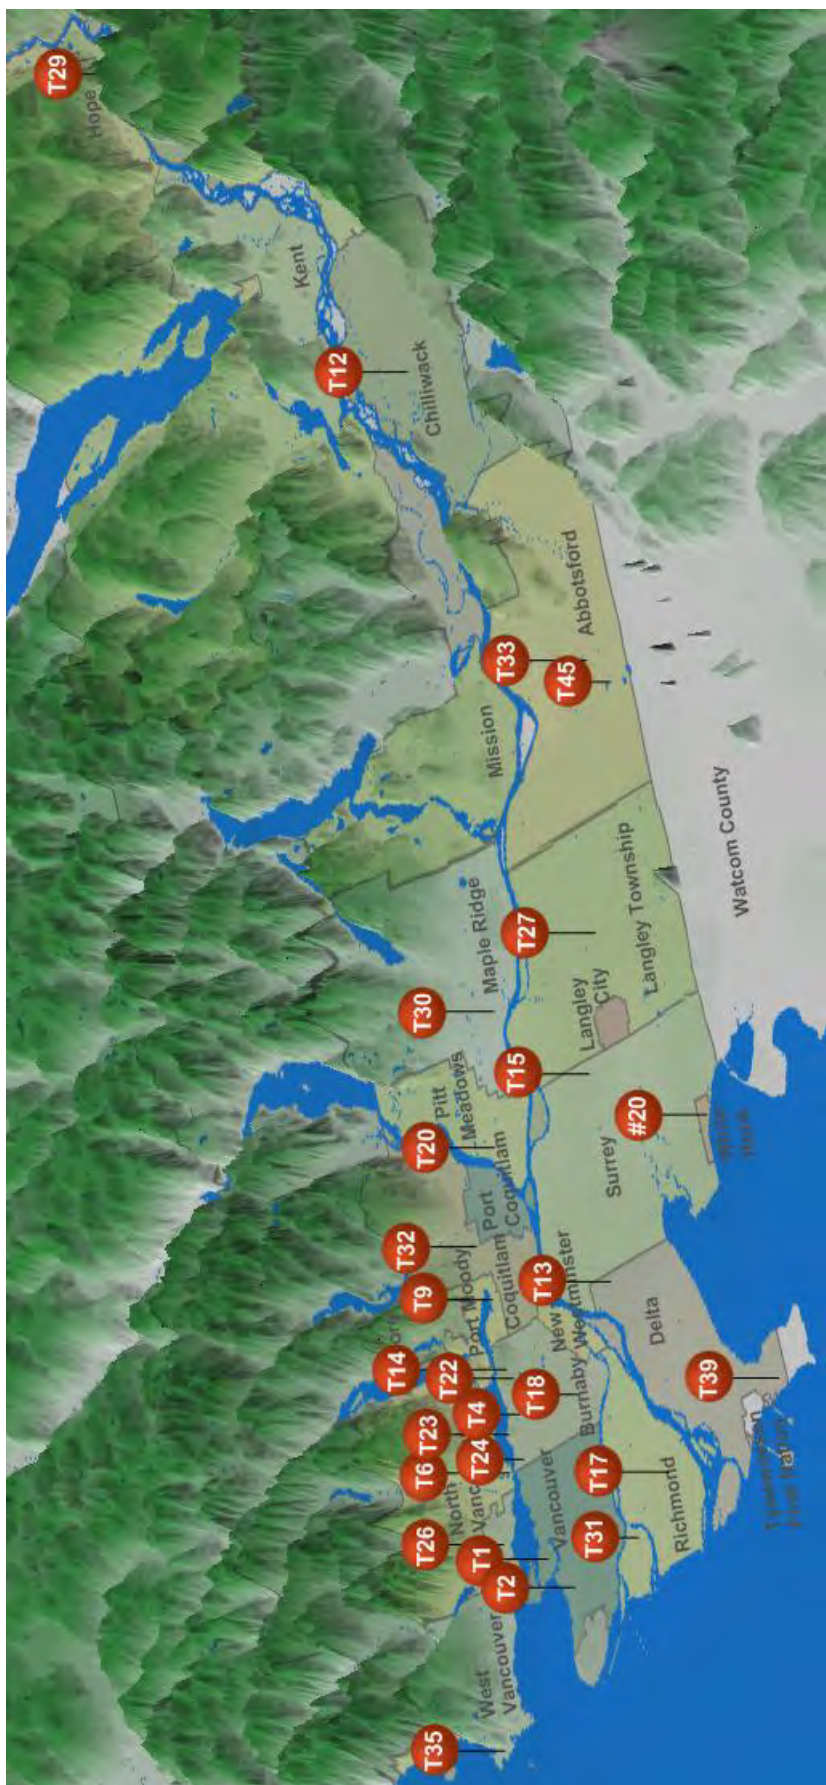 T29
Hope
Kent
T12
Chilliwack
T33
T45
Abbotsford
Mission
Watcom County
Maple Ridge
T27
Langley Township
T30
Langley
City
T15
Pitt
Meadows
T20
#20
Port
Coquitlam
Surrey
T32
T9
Port Moody
Coquitlam
T13
New
Westminster
Delta
T14
T22
T18
Burnaby
T39
T4
T23
T6
T24
T17
North
Vancouver
Richmond
T26
T1
T31
T2
West
Vancouver
T35